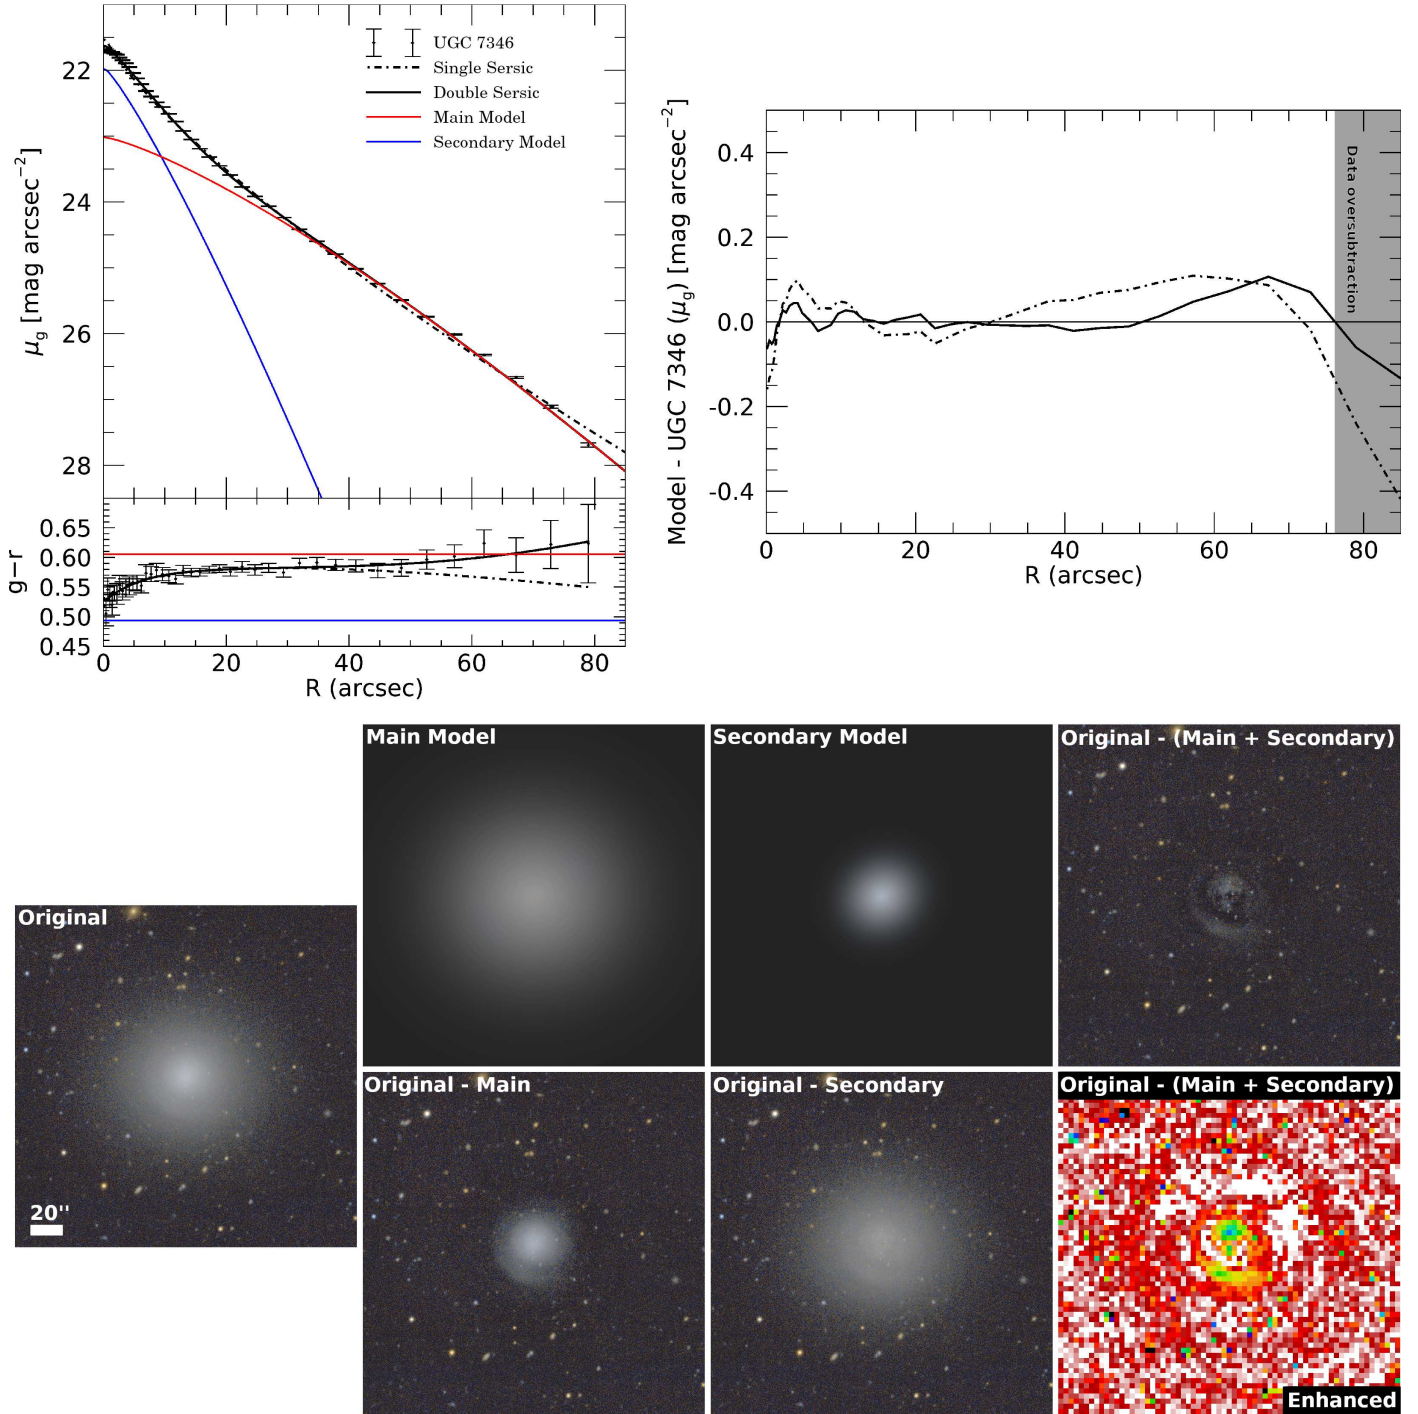 22
24
26
28
μg [mag arcsec−2]
UGC 7346
Single Sersic
Double Sersic
Main Model
Secondary Model
0.65
0.60
0.55
0.50
0.45
g−r
0 20 40 60 80
R (arcsec)
0.4
0.2
0.0
-0.2
-0.4
Model - UGC 7346 (μg) [mag arcsec−2]
Data oversubtraction
0 20 40 60 80
R (arcsec)
Main Model
Secondary Model
Original - (Main + Secondary)
Original
20''
Original - Main
Original - Secondary
Original - (Main + Secondary)
Enhanced